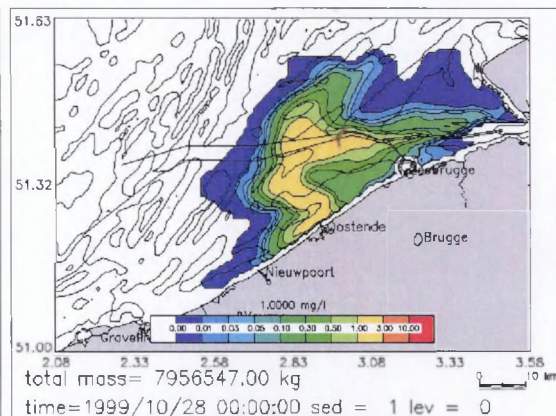 51.63
51.32
Oostende
Brugge
Nieuwpoort
1.0000 mg/l
0.00 0.01 0.03 0.05 0.10 0.30 0.50 1.00 3.00 10.00
51.00
2.08 2.33 2.58 2.83 3.08 3.33 3.58
total mass= 7956547.00 kg
0 10 km
time=1999/10/28 00:00:00 sed = 1 lev = 0